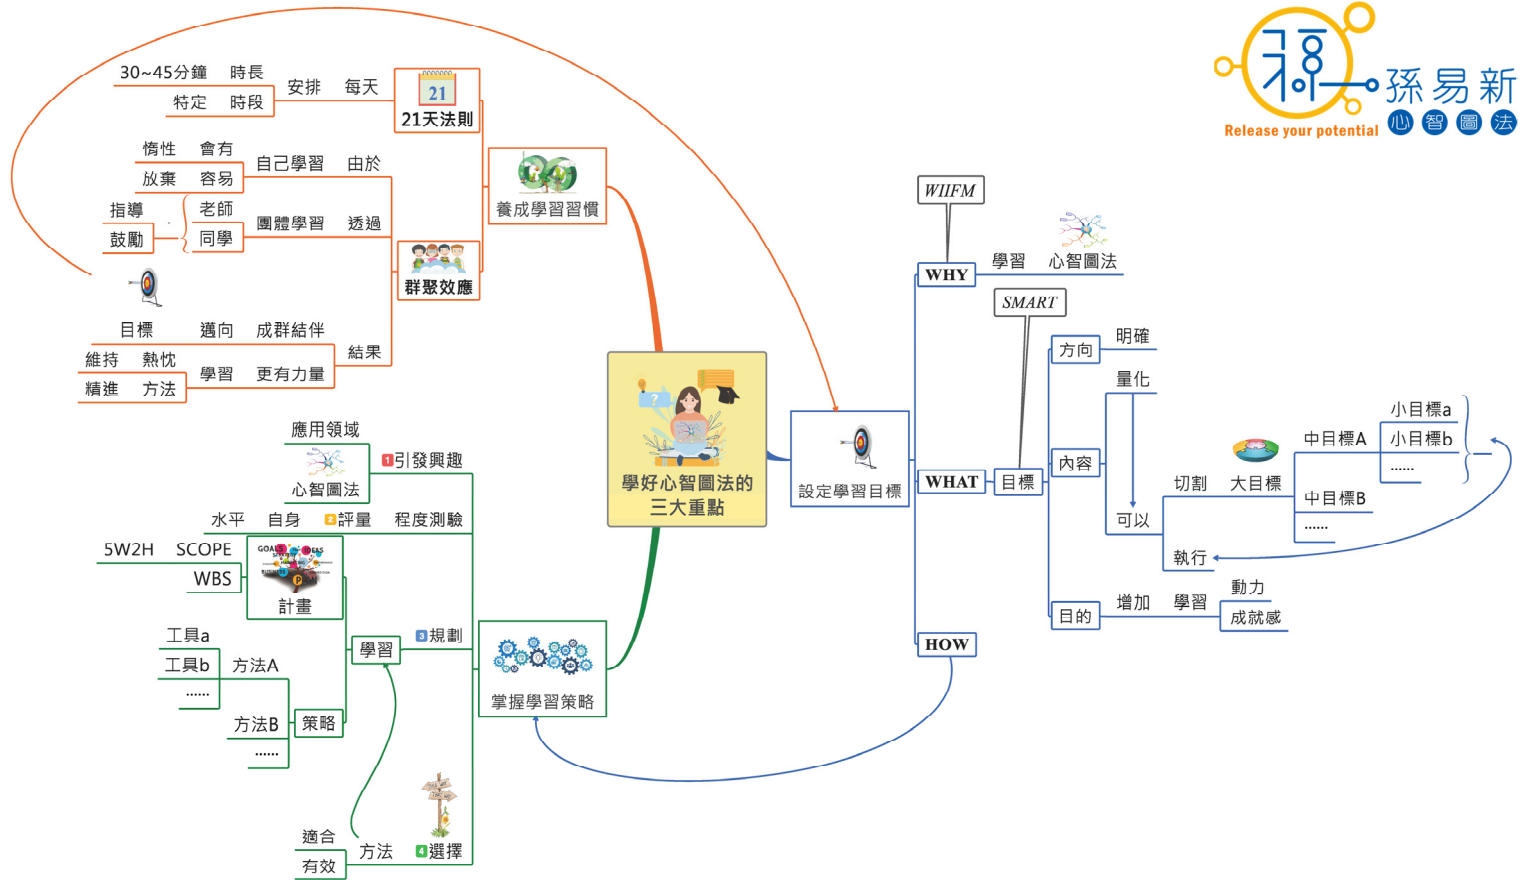 孫易新
心智圖法
Release your potential
學好心智圖法的
三大重點
設定學習目標
WHY
WIIFM
學習 心智圖法
WHAT
目標
SMART
方向
明確
內容
量化
可以
切割 大目標
中目標A
小目標a
小目標b
......
中目標B
......
執行
目的
增加 學習
動力
成就感
HOW
掌握學習策略
1 引發興趣
應用領域
心智圖法
程度測驗 2 評量 自身 水平
3 規劃
學習
計畫
GOALS
IDEAS
SCOPE 5W2H
WBS
策略
方法A
工具a
工具b
......
方法B
......
4 選擇 方法
適合
有效
養成學習習慣
21
21天法則
每天 安排
時長 30~45分鐘
時段 特定
群聚效應
由於 自己學習
會有 惰性
容易 放棄
透過 團體學習
老師
同學
指導
鼓勵
結果
成群結伴 邁向 目標
更有力量 學習
熱忱 維持
方法 精進